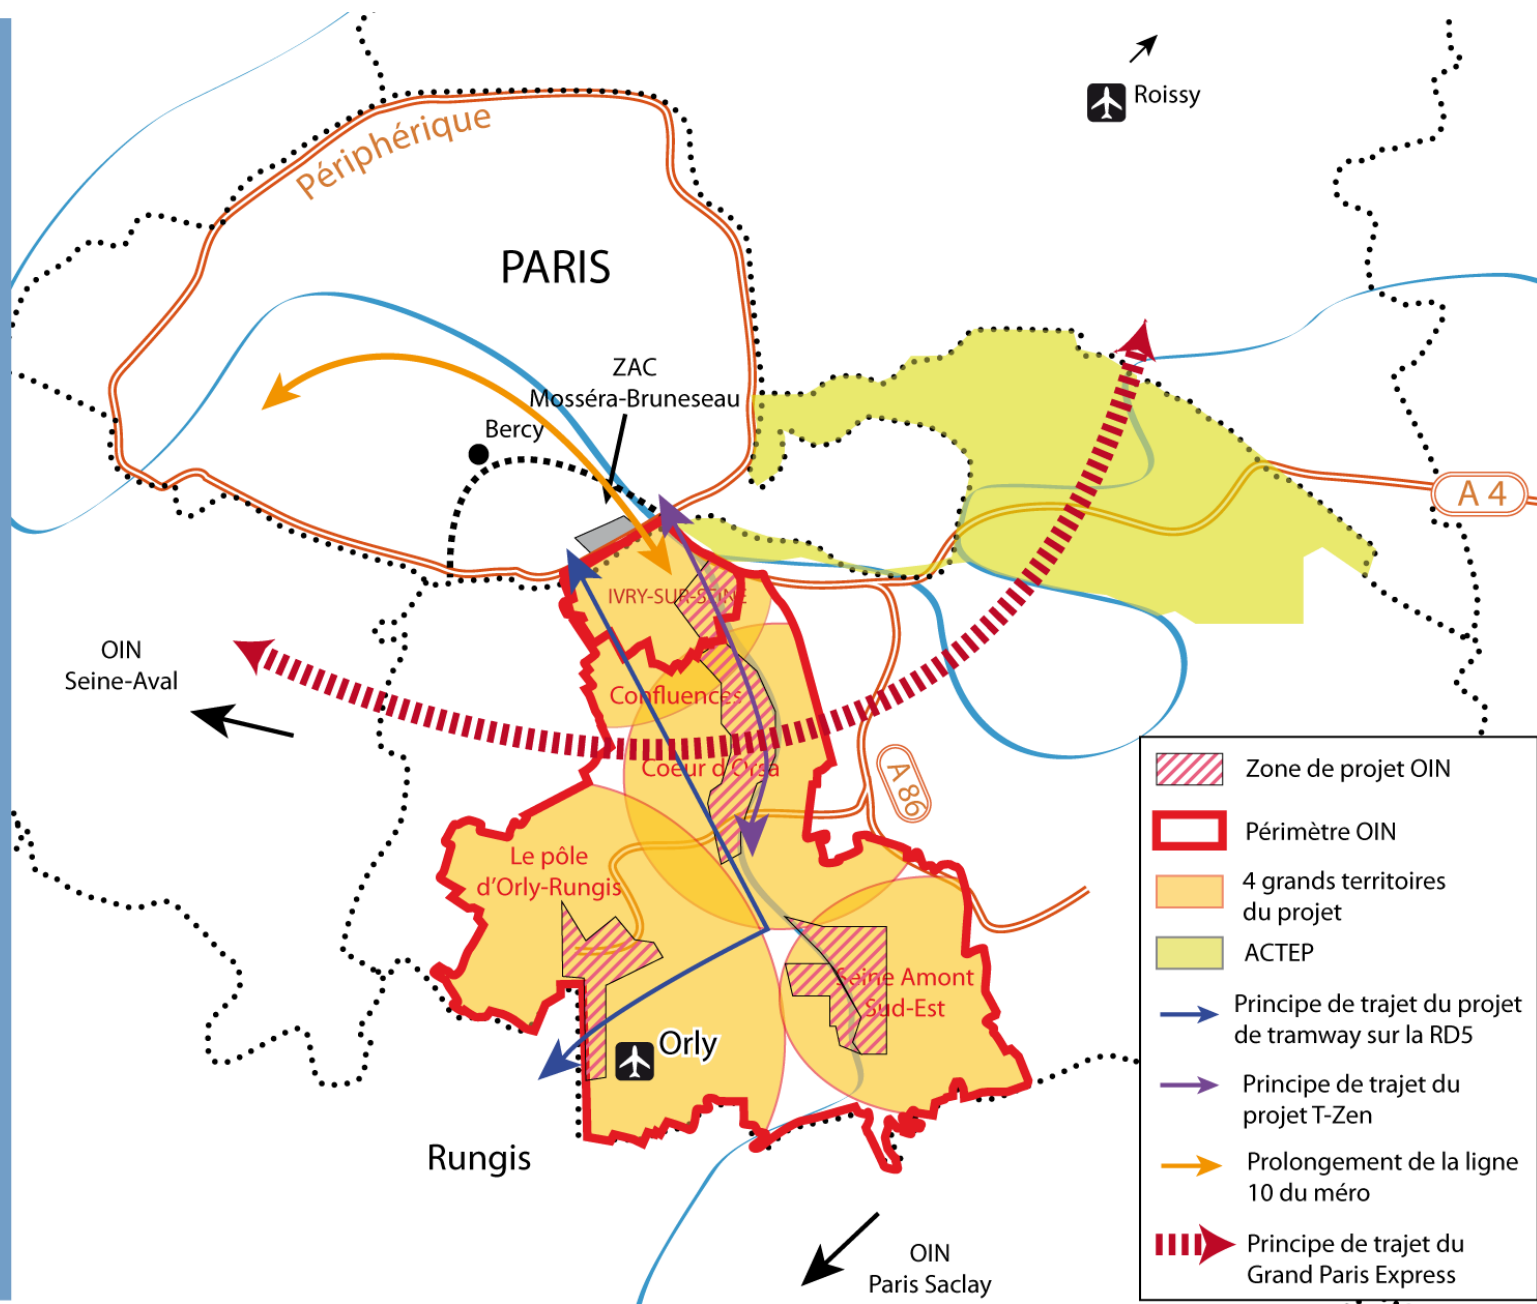 Roissy
Périphérique
PARIS
ZAC
Mosséra-Bruneseau
Bercy
A 4
IVRY-SUR-SEINE
OIN
Seine-Aval
Confluences
Coeur d'Orsa
A 86
Le pôle
d'Orly-Rungis
Seine Amont
Sud-Est
Orly
Rungis
OIN
Paris Saclay
Zone de projet OIN
Périmètre OIN
4 grands territoires
du projet
ACTEP
Principe de trajet du projet
de tramway sur la RD5
Principe de trajet du
projet T-Zen
Prolongement de la ligne
10 du méro
Principe de trajet du
Grand Paris Express